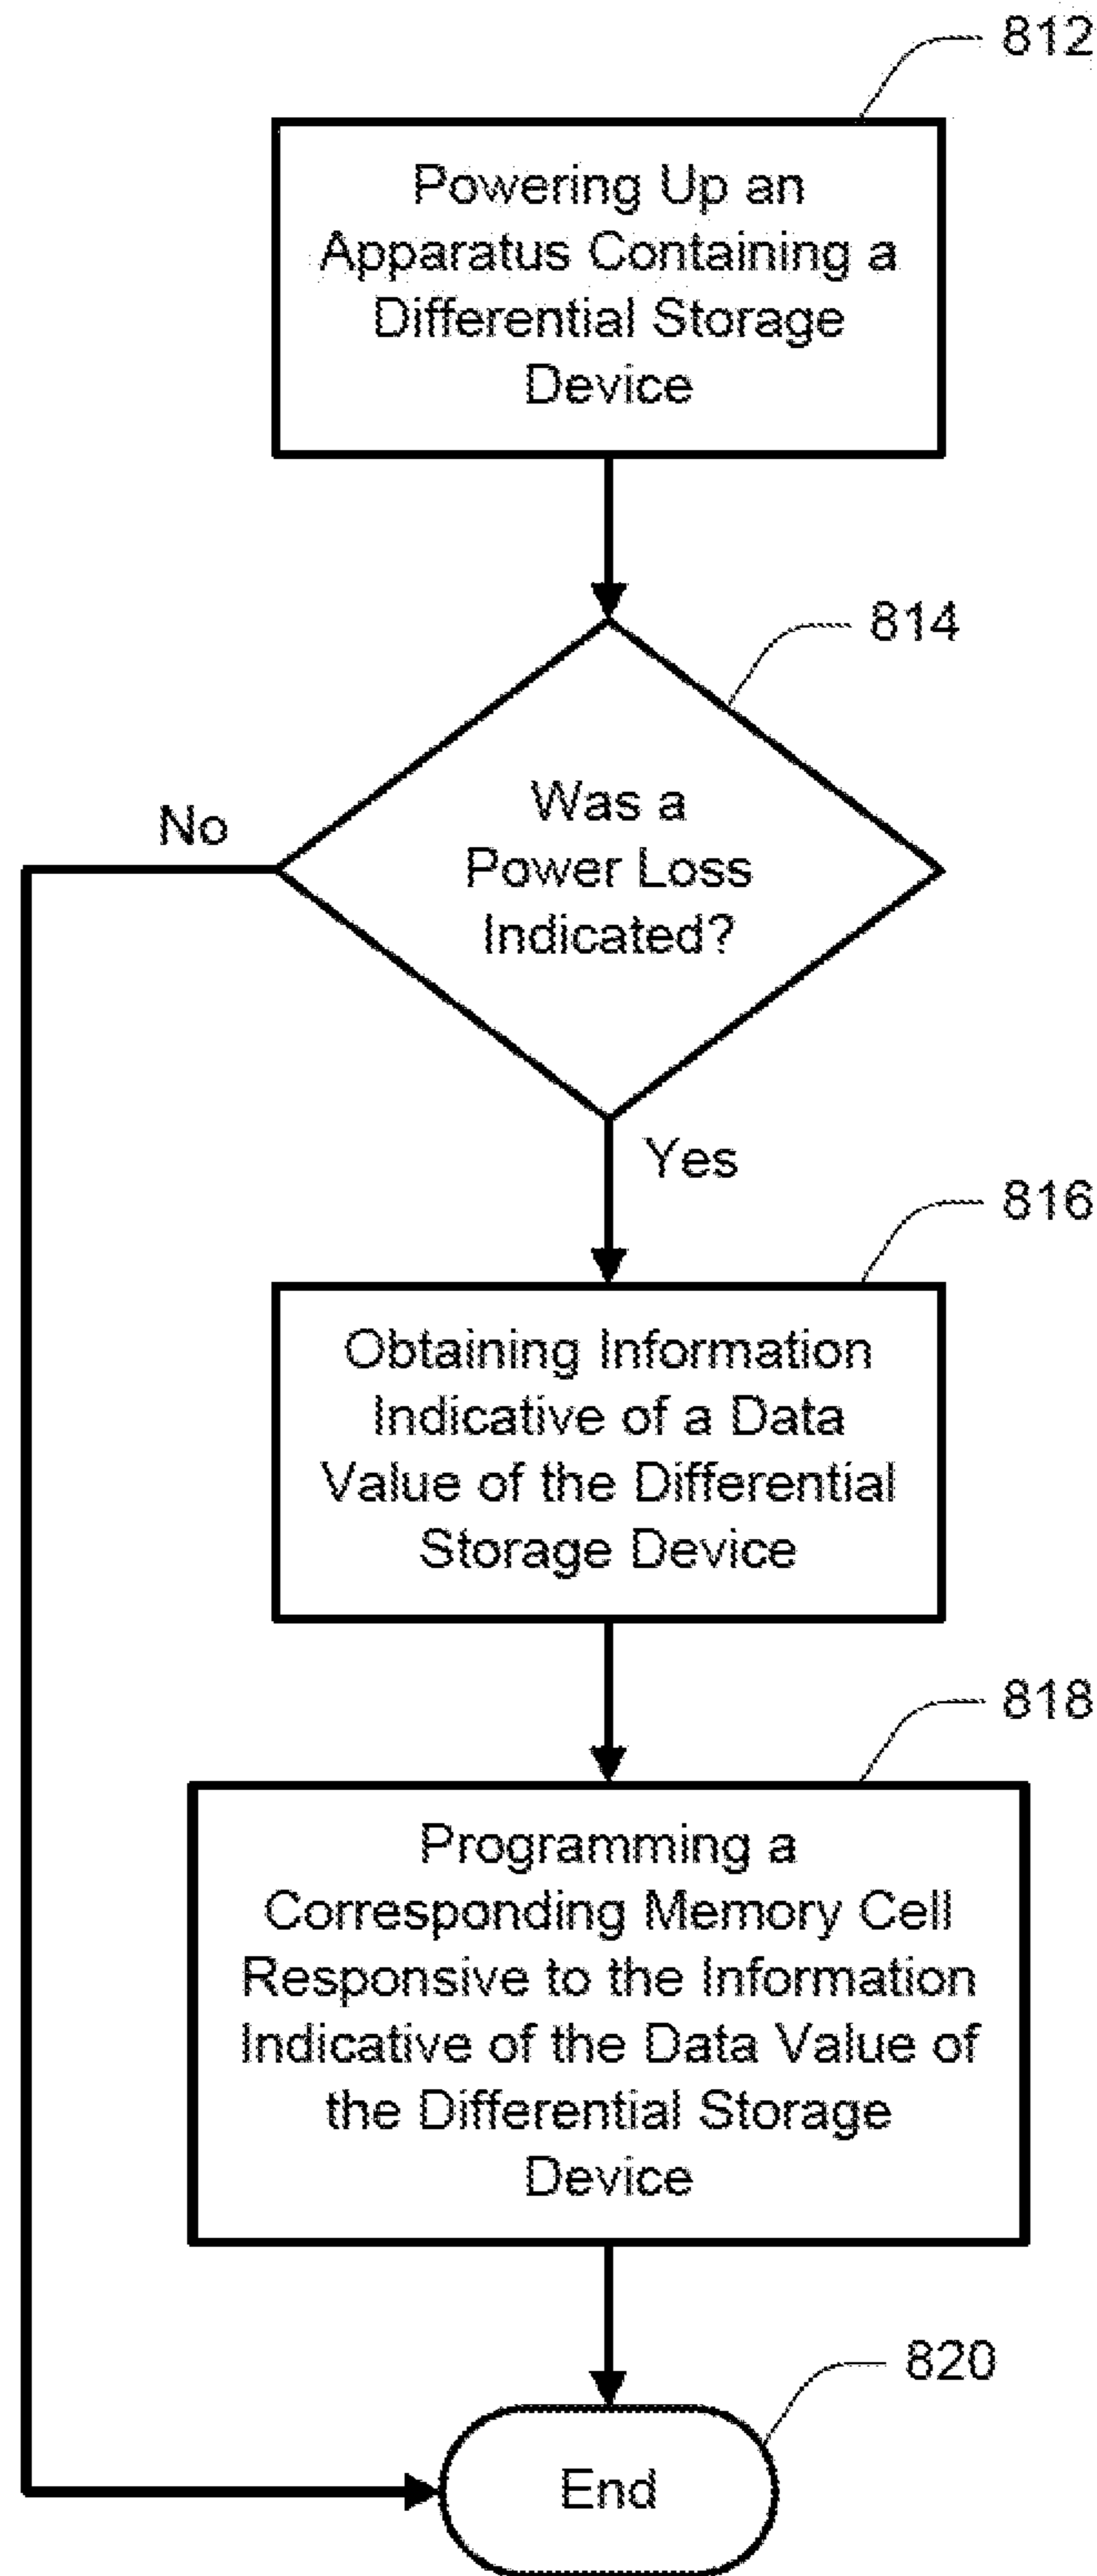 812
Powering Up an
Apparatus Containing a
Differential Storage
Device
814
No
Was a
Power Loss
Indicated?
Yes
816
Obtaining Information
Indicative of a Data
Value of the Differential
Storage Device
818
Programming a
Corresponding Memory Cell
Responsive to the Information
Indicative of the Data Value of
the Differential Storage
Device
820
End